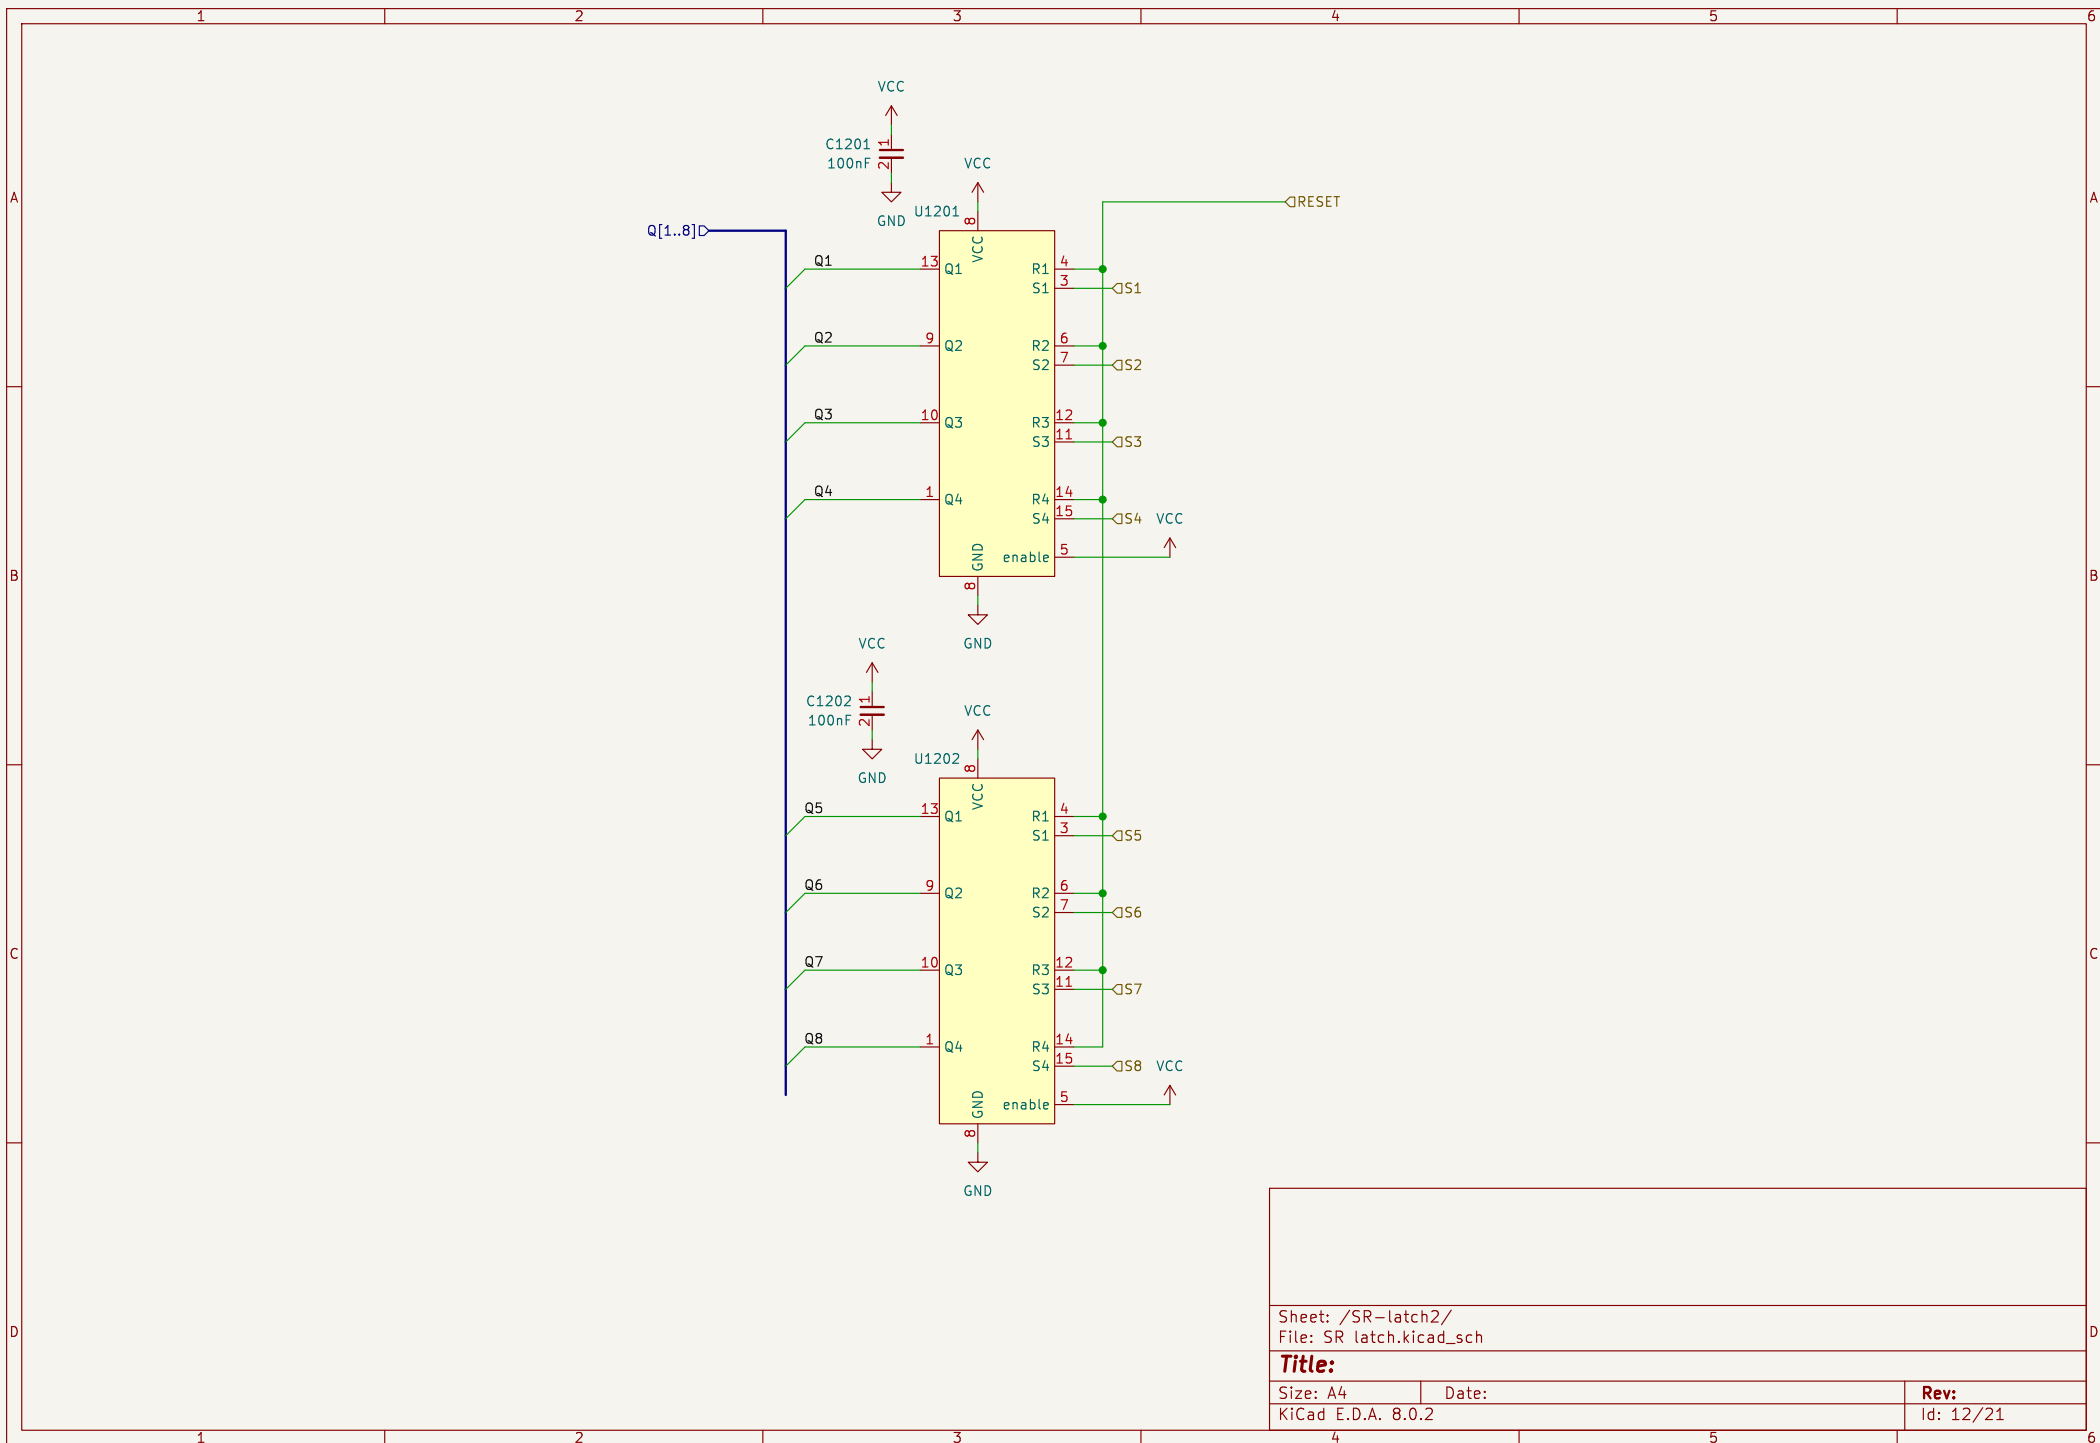 1 2 3 4 5 6
VCC
C1201
100nF
1
2
GND
VCC
U1201
8
VCC
A A
RESET
Q[1..8]
Q1 13 Q1 R1 4
S1 3 S1
Q2 9 Q2 R2 6
S2 7 S2
Q3 10 Q3 R3 12
S3 11 S3
Q4 1 Q4 R4 14
S4 15 S4 VCC
enable 5
GND
8
B B
GND
VCC
C1202
100nF
1
2
GND
VCC
U1202
8
VCC
Q5 13 Q1 R1 4
S1 3 S5
Q6 9 Q2 R2 6
S2 7 S6
C C
Q7 10 Q3 R3 12
S3 11 S7
Q8 1 Q4 R4 14
S4 15 S8 VCC
enable 5
GND
8
GND
D D
Sheet: /SR-latch2/
File: SR latch.kicad_sch
Title:
Size: A4 Date: Rev:
KiCad E.D.A. 8.0.2 Id: 12/21
1 2 3 4 5 6